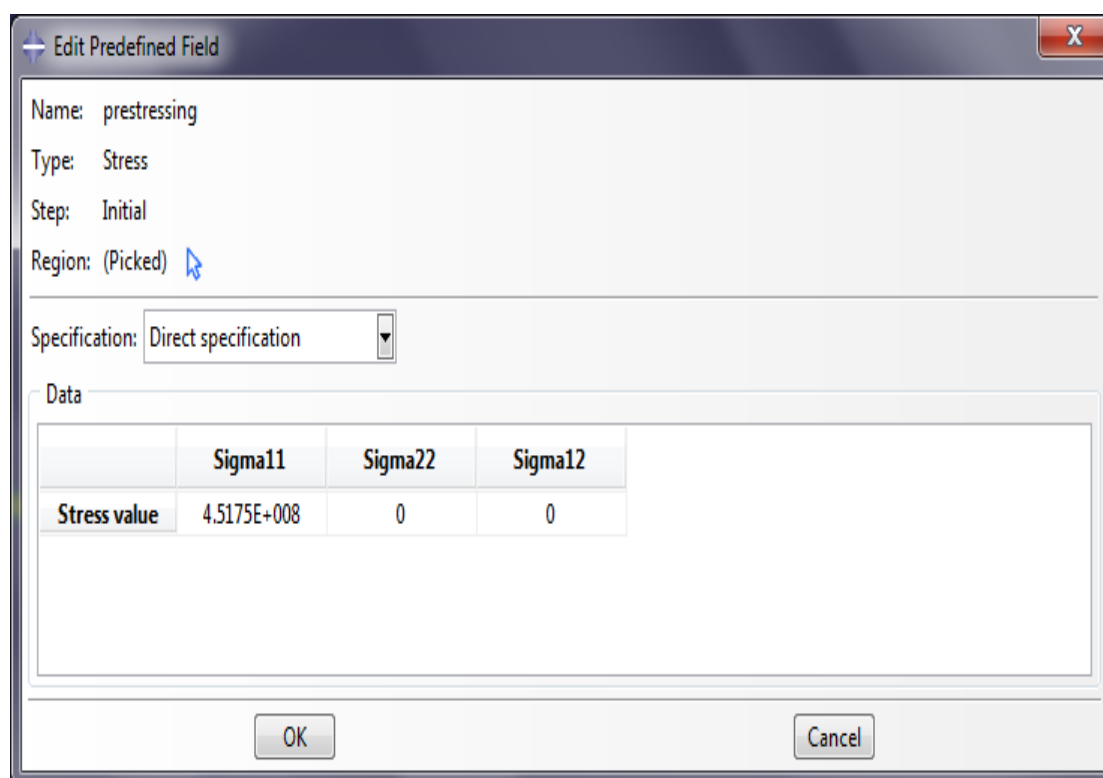 Edit Predefined Field
X
Name: prestressing
Type: Stress
Step: Initial
Region: (Picked)
Specification: Direct specification
Data
Sigma11 Sigma22 Sigma12
Stress value 4.5175E+008 0 0
OK Cancel